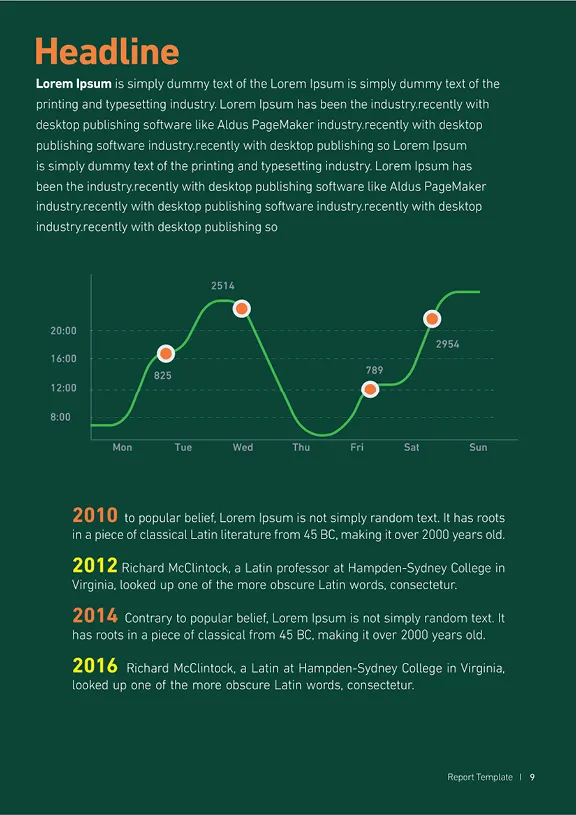 Headline
Lorem Ipsum is simply dummy text of the Lorem Ipsum is simply dummy text of the
printing and typesetting industry. Lorem Ipsum has been the industry.recently with
desktop publishing software like Aldus PageMaker industry.recently with desktop
publishing software industry.recently with desktop publishing so Lorem Ipsum
is simply dummy text of the printing and typesetting industry. Lorem Ipsum has
been the industry.recently with desktop publishing software like Aldus PageMaker
industry.recently with desktop publishing software industry.recently with desktop
industry.recently with desktop publishing so
2514
20:00
2954
16:00
825
789
12:00
8:00
Mon Tue Wed Thu Fri Sat Sun
2010 to popular belief, Lorem Ipsum is not simply random text. It has roots
in a piece of classical Latin literature from 45 BC, making it over 2000 years old.
2012 Richard McClintock, a Latin professor at Hampden-Sydney College in
Virginia, looked up one of the more obscure Latin words, consectetur.
2014 Contrary to popular belief, Lorem Ipsum is not simply random text. It
has roots in a piece of classical from 45 BC, making it over 2000 years old.
2016 Richard McClintock, a Latin at Hampden-Sydney College in Virginia,
looked up one of the more obscure Latin words, consectetur.
Report Template | 9